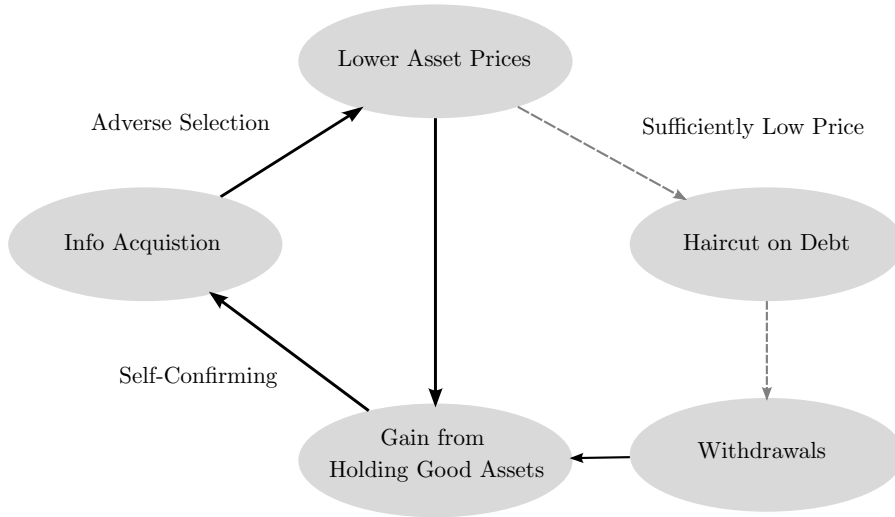 Lower Asset Prices
Adverse Selection
Sufficiently Low Price
Info Acquistion
Haircut on Debt
Self-Confirming
Gain from
Holding Good Assets
Withdrawals